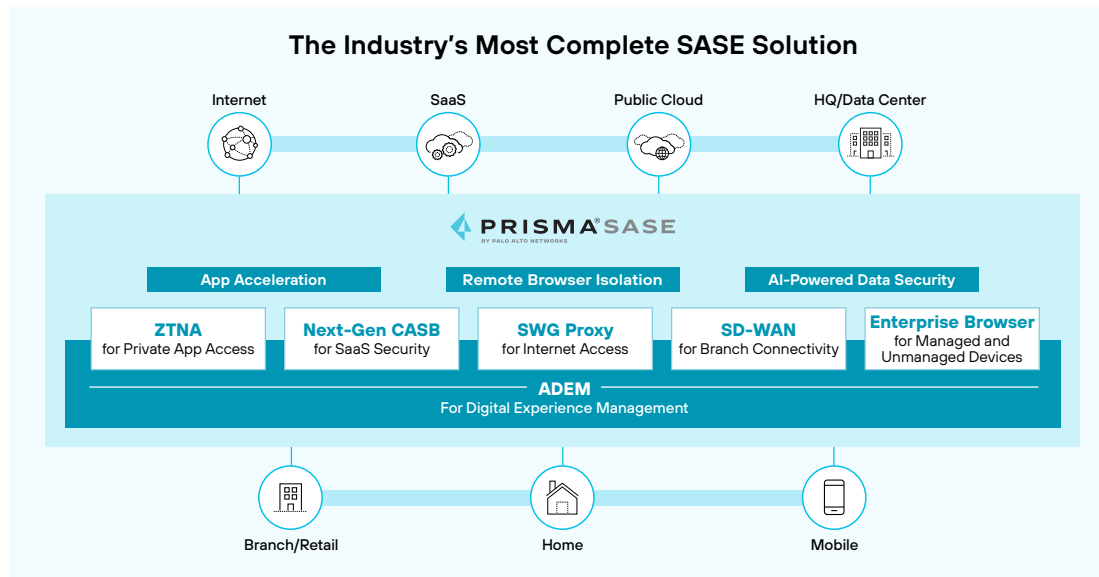 The Industry’s Most Complete SASE Solution
Internet
SaaS
Public Cloud
HQ/Data Center
PRISMA® SASE
BY PALO ALTO NETWORKS
App Acceleration
Remote Browser Isolation
AI-Powered Data Security
ZTNA
for Private App Access
Next-Gen CASB
for SaaS Security
SWG Proxy
for Internet Access
SD-WAN
for Branch Connectivity
Enterprise Browser
for Managed and
Unmanaged Devices
ADEM
For Digital Experience Management
Branch/Retail
Home
Mobile